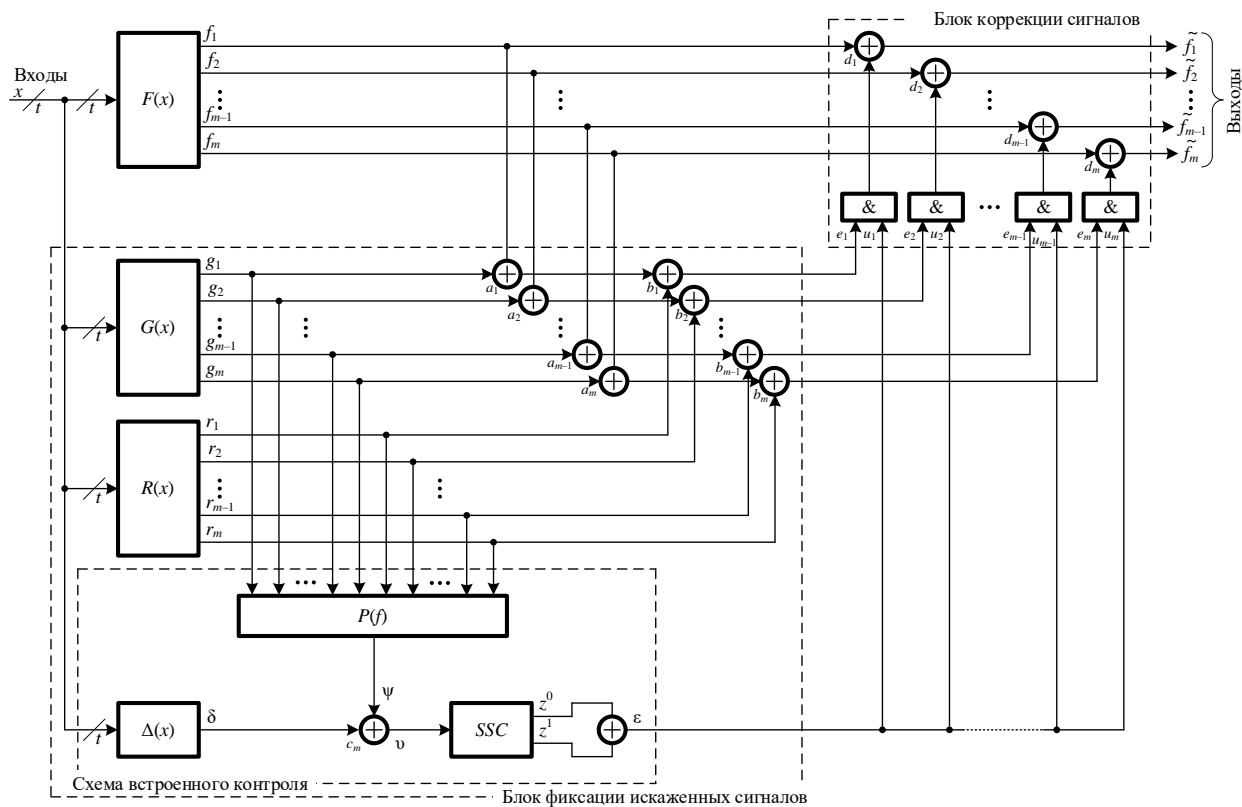 Блок коррекции сигналов
Входы
x
t
t
F(x)
f₁
f₂
⋮
fₘ₋₁
fₘ
d₁
d₂
⋮
dₘ₋₁
dₘ
f̃₁
f̃₂
⋮
f̃ₘ₋₁
f̃ₘ
Выходы
&
&
...
&
&
e₁
u₁
e₂
u₂
eₘ₋₁
uₘ₋₁
eₘ
uₘ
t
G(x)
g₁
g₂
⋮
gₘ₋₁
gₘ
a₁
a₂
⋮
aₘ₋₁
aₘ
b₁
b₂
⋮
bₘ₋₁
bₘ
t
R(x)
r₁
r₂
⋮
rₘ₋₁
rₘ
...
...
P(f)
ψ
t
Δ(x)
δ
cₘ
υ
SSC
z⁰
z¹
ε
Схема встроенного контроля
Блок фиксации искаженных сигналов